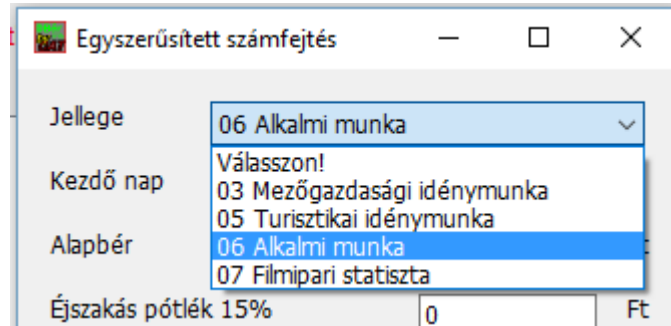 Egyszerűsített számfejtés
Jellege
06 Alkalmi munka
Válasszon!
Kezdő nap
03 Mezőgazdasági idénymunka
05 Turisztikai idénymunka
Alapbér
06 Alkalmi munka
07 Filmipari statiszta
Éjszakás pótlék 15% 0 Ft